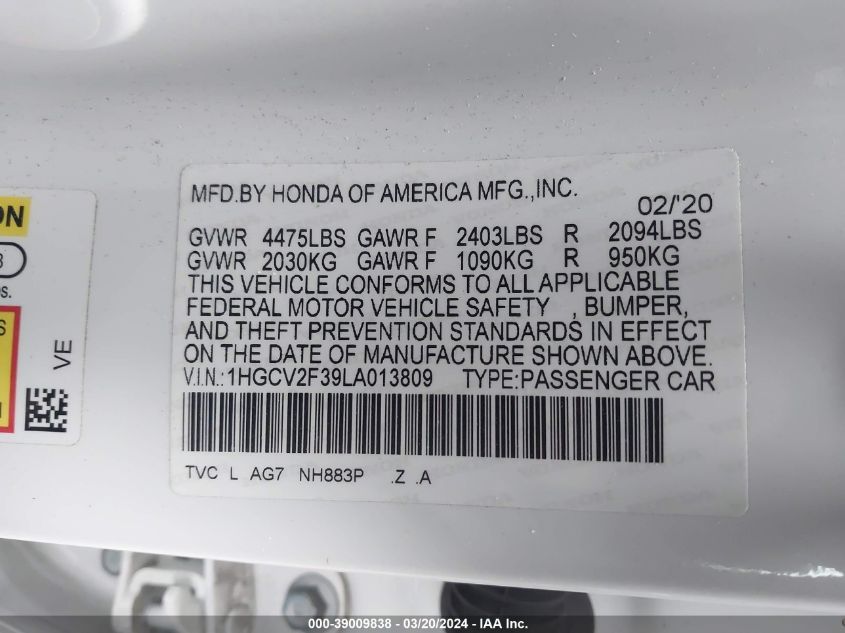 MFD.BY HONDA OF AMERICA MFG.,INC.
02/'20
GVWR 4475LBS GAWR F 2403LBS R 2094LBS
GVWR 2030KG GAWR F 1090KG R 950KG
THIS VEHICLE CONFORMS TO ALL APPLICABLE
FEDERAL MOTOR VEHICLE SAFETY , BUMPER,
AND THEFT PREVENTION STANDARDS IN EFFECT
ON THE DATE OF MANUFACTURE SHOWN ABOVE.
V.I.N.:1HGCV2F39LA013809 TYPE:PASSENGER CAR
TVC L AG7 NH883P .Z .A
VE
000-39009838 - 03/20/2024 - IAA Inc.